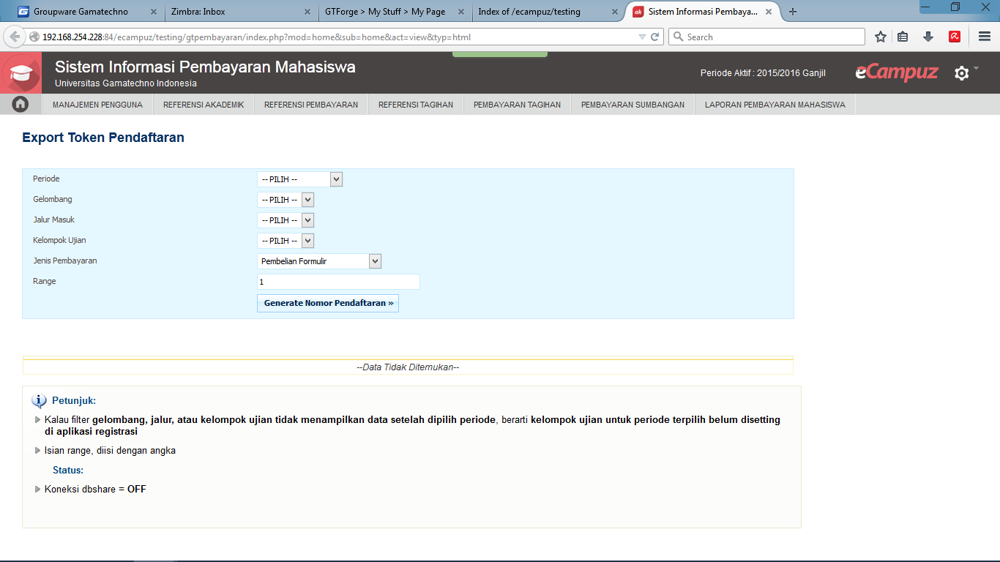 Groupware Gamatechno
Zimbra: Inbox
GTForge > My Stuff > My Page
Index of /ecampuz/testing
ak
Sistem Informasi Pembaya...
192.168.254.228:84/ecampuz/testing/gtpembayaran/index.php?mod=home&sub=home&act=view&typ=html
Search
Sistem Informasi Pembayaran Mahasiswa
Universitas Gamatechno Indonesia
Periode Aktif : 2015/2016 Ganjil
eCampuz
MANAJEMEN PENGGUNA
REFERENSI AKADEMIK
REFERENSI PEMBAYARAN
REFERENSI TAGIHAN
PEMBAYARAN TAGIHAN
PEMBAYARAN SUMBANGAN
LAPORAN PEMBAYARAN MAHASISWA
Export Token Pendaftaran
Periode
-- PILIH --
Gelombang
-- PILIH --
Jalur Masuk
-- PILIH --
Kelompok Ujian
-- PILIH --
Jenis Pembayaran
Pembelian Formulir
Range
1
Generate Nomor Pendaftaran »
--Data Tidak Ditemukan--
Petunjuk:
Kalau filter gelombang, jalur, atau kelompok ujian tidak menampilkan data setelah dipilih periode, berarti kelompok ujian untuk periode terpilih belum disetting
di aplikasi registrasi
Isian range, diisi dengan angka
Status:
Koneksi dbshare = OFF